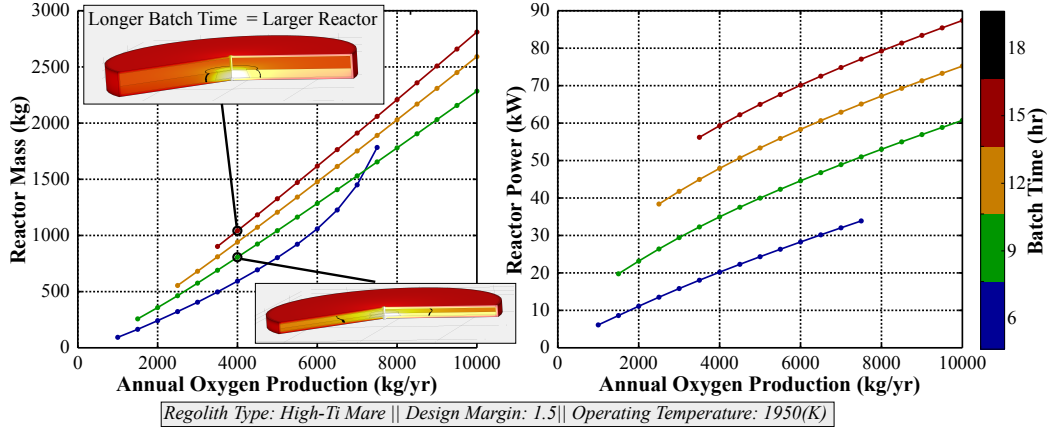 Longer Batch Time = Larger Reactor
Reactor Mass (kg)
3000
2500
2000
1500
1000
500
0
0 2000 4000 6000 8000 10000
Annual Oxygen Production (kg/yr)
Reactor Power (kW)
90
80
70
60
50
40
30
20
10
0
0 2000 4000 6000 8000 10000
Annual Oxygen Production (kg/yr)
18
15
12
9
6
Batch Time (hr)
Regolith Type: High-Ti Mare || Design Margin: 1.5|| Operating Temperature: 1950(K)